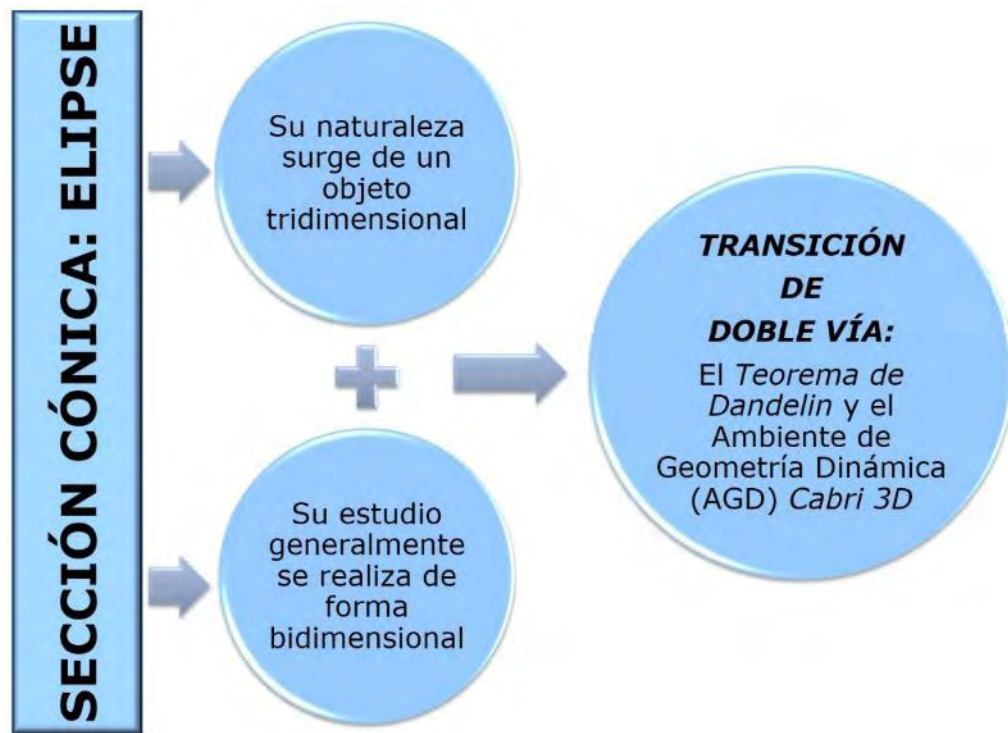 SECCIÓN CÓNICA: ELIPSE
Su naturaleza
surge de un
objeto
tridimensional
Su estudio
generalmente
se realiza de
forma
bidimensional
TRANSICIÓN
DE
DOBLE VÍA:
El Teorema de
Dandelin y el
Ambiente de
Geometría Dinámica
(AGD) Cabri 3D